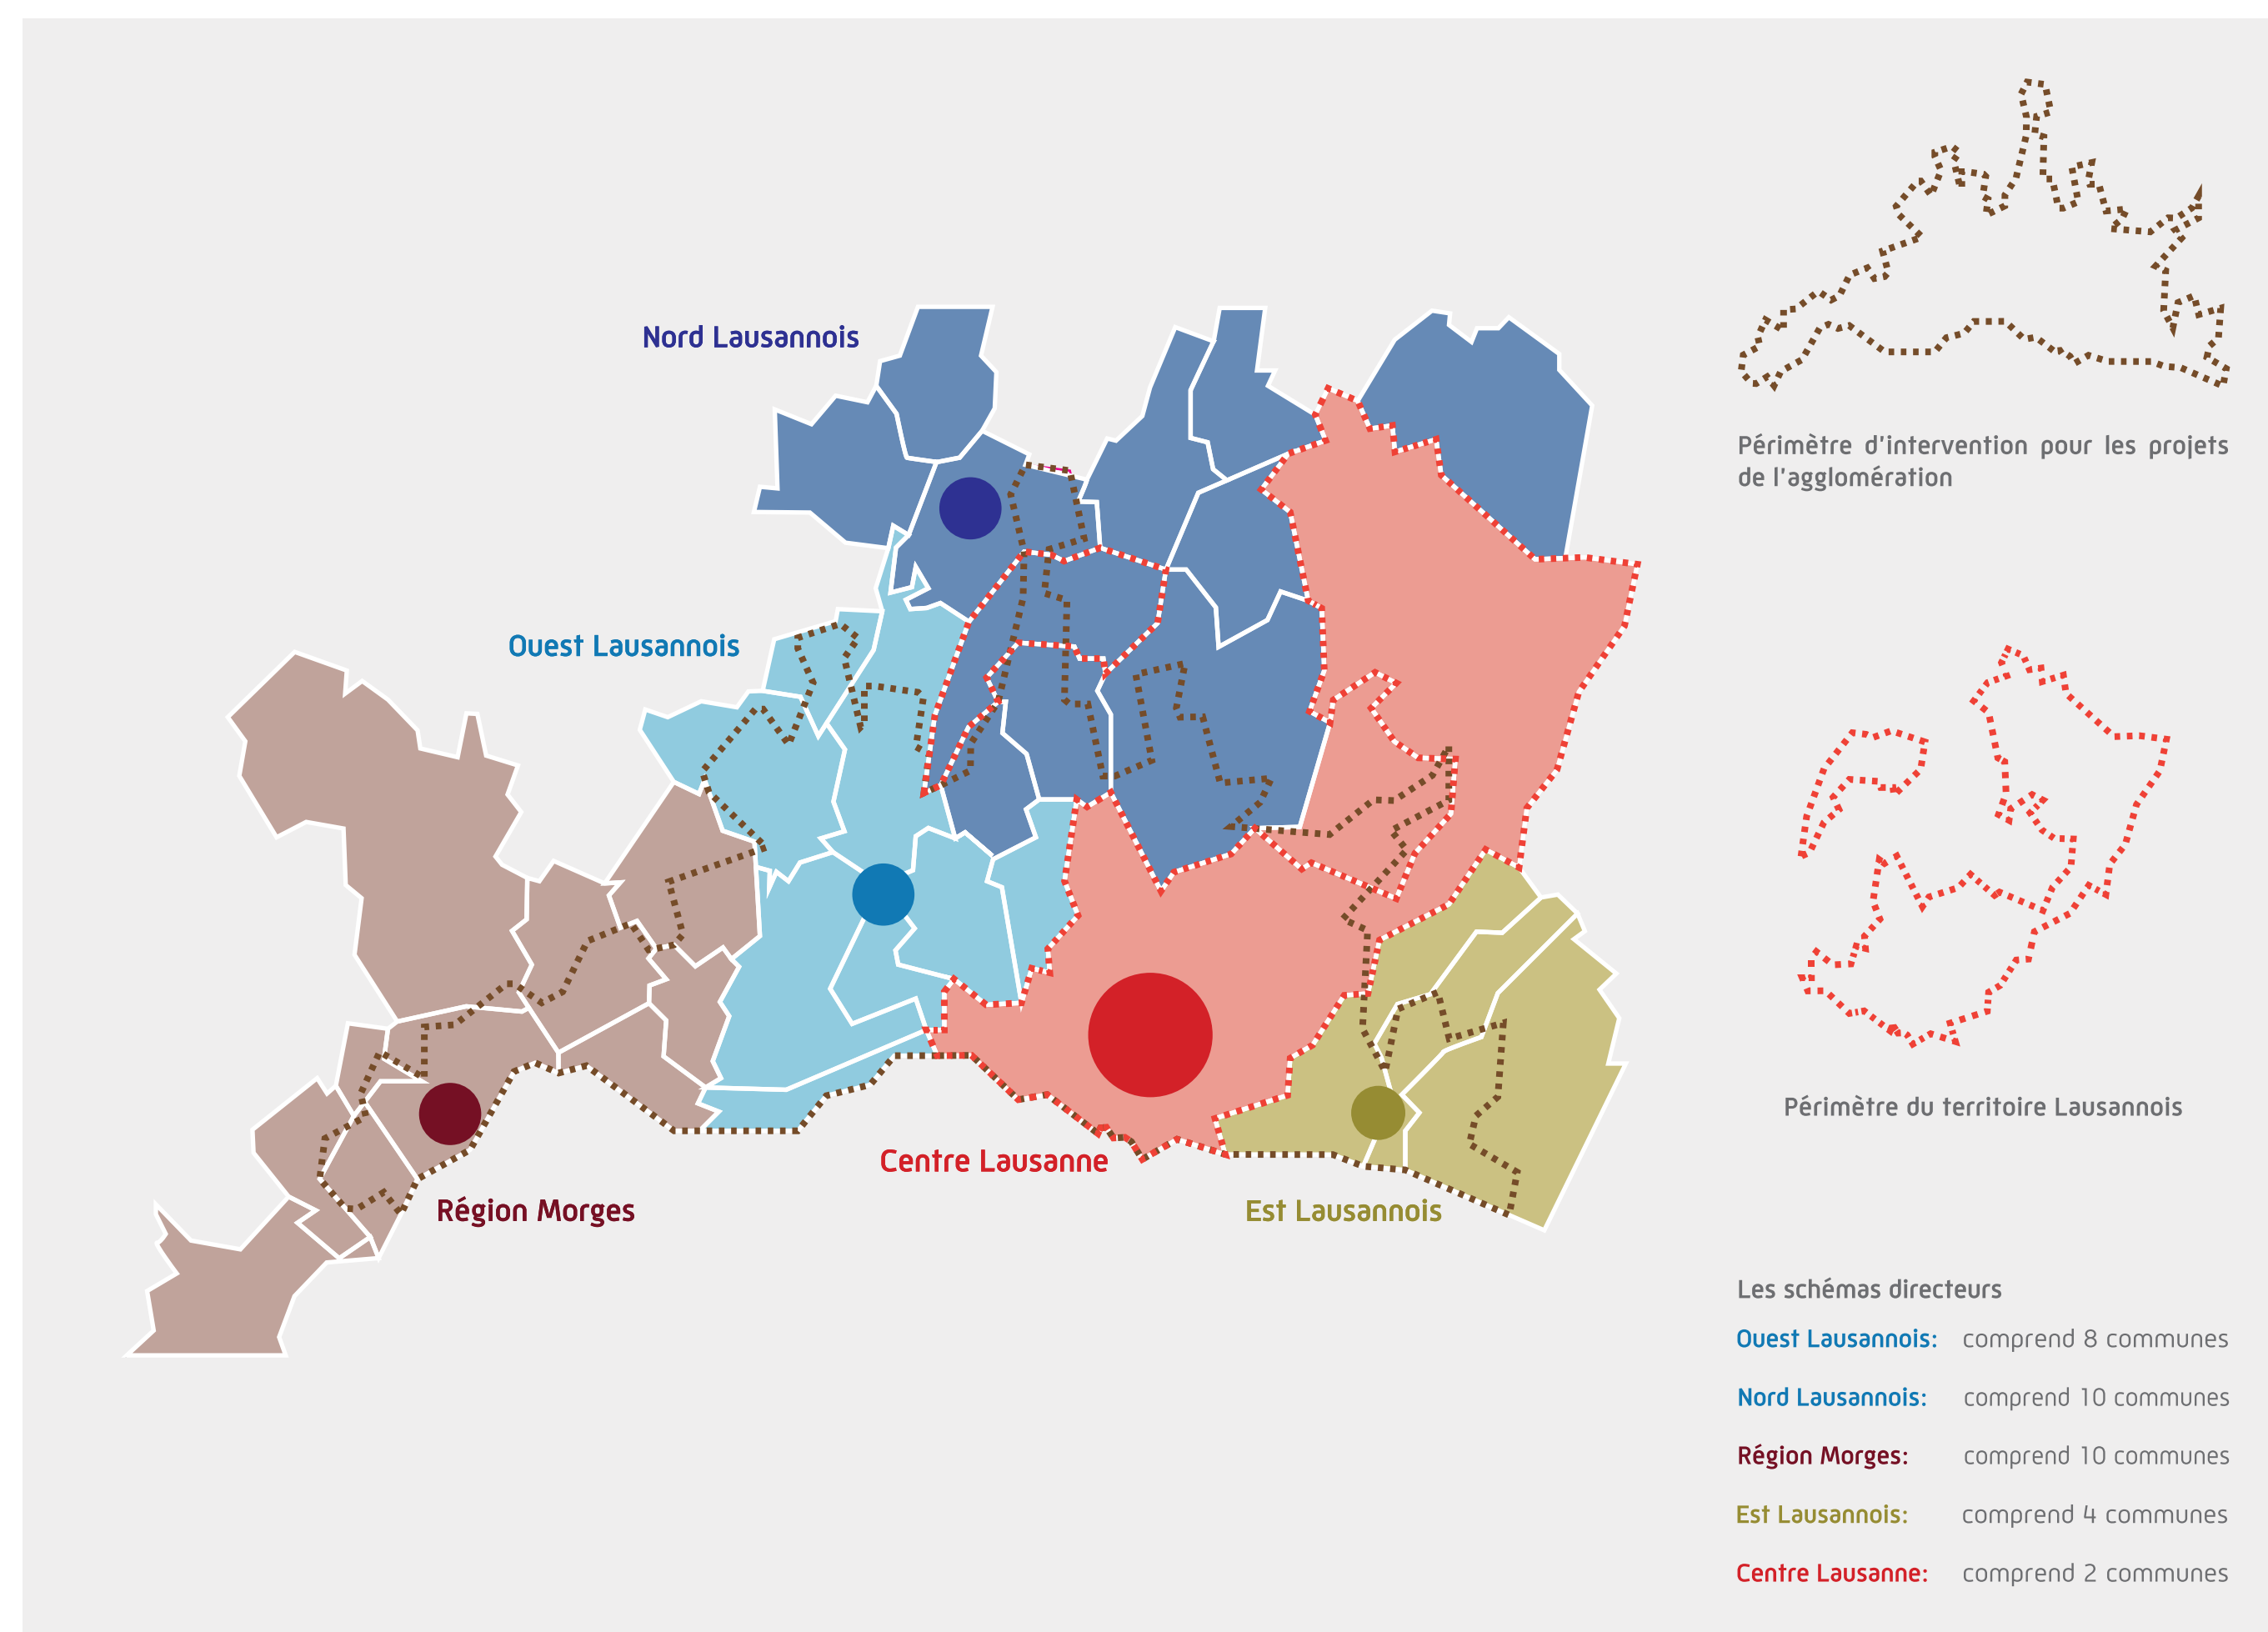 Nord Lausannois
Ouest Lausannois
Centre Lausanne
Région Morges
Est Lausannois
Périmètre d'intervention pour les projets
de l'agglomération
Périmètre du territoire Lausannois
Les schémas directeurs
Ouest Lausannois: comprend 8 communes
Nord Lausannois: comprend 10 communes
Région Morges: comprend 10 communes
Est Lausannois: comprend 4 communes
Centre Lausanne: comprend 2 communes